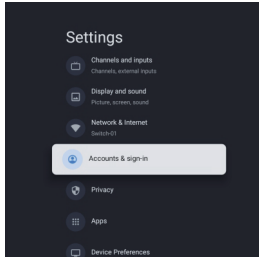 Settings
Channels and inputs
Channels, external inputs
Display and sound
Picture, screen, sound
Network & Internet
Switch-01
Accounts & sign-in
Privacy
Apps
Device Preferences